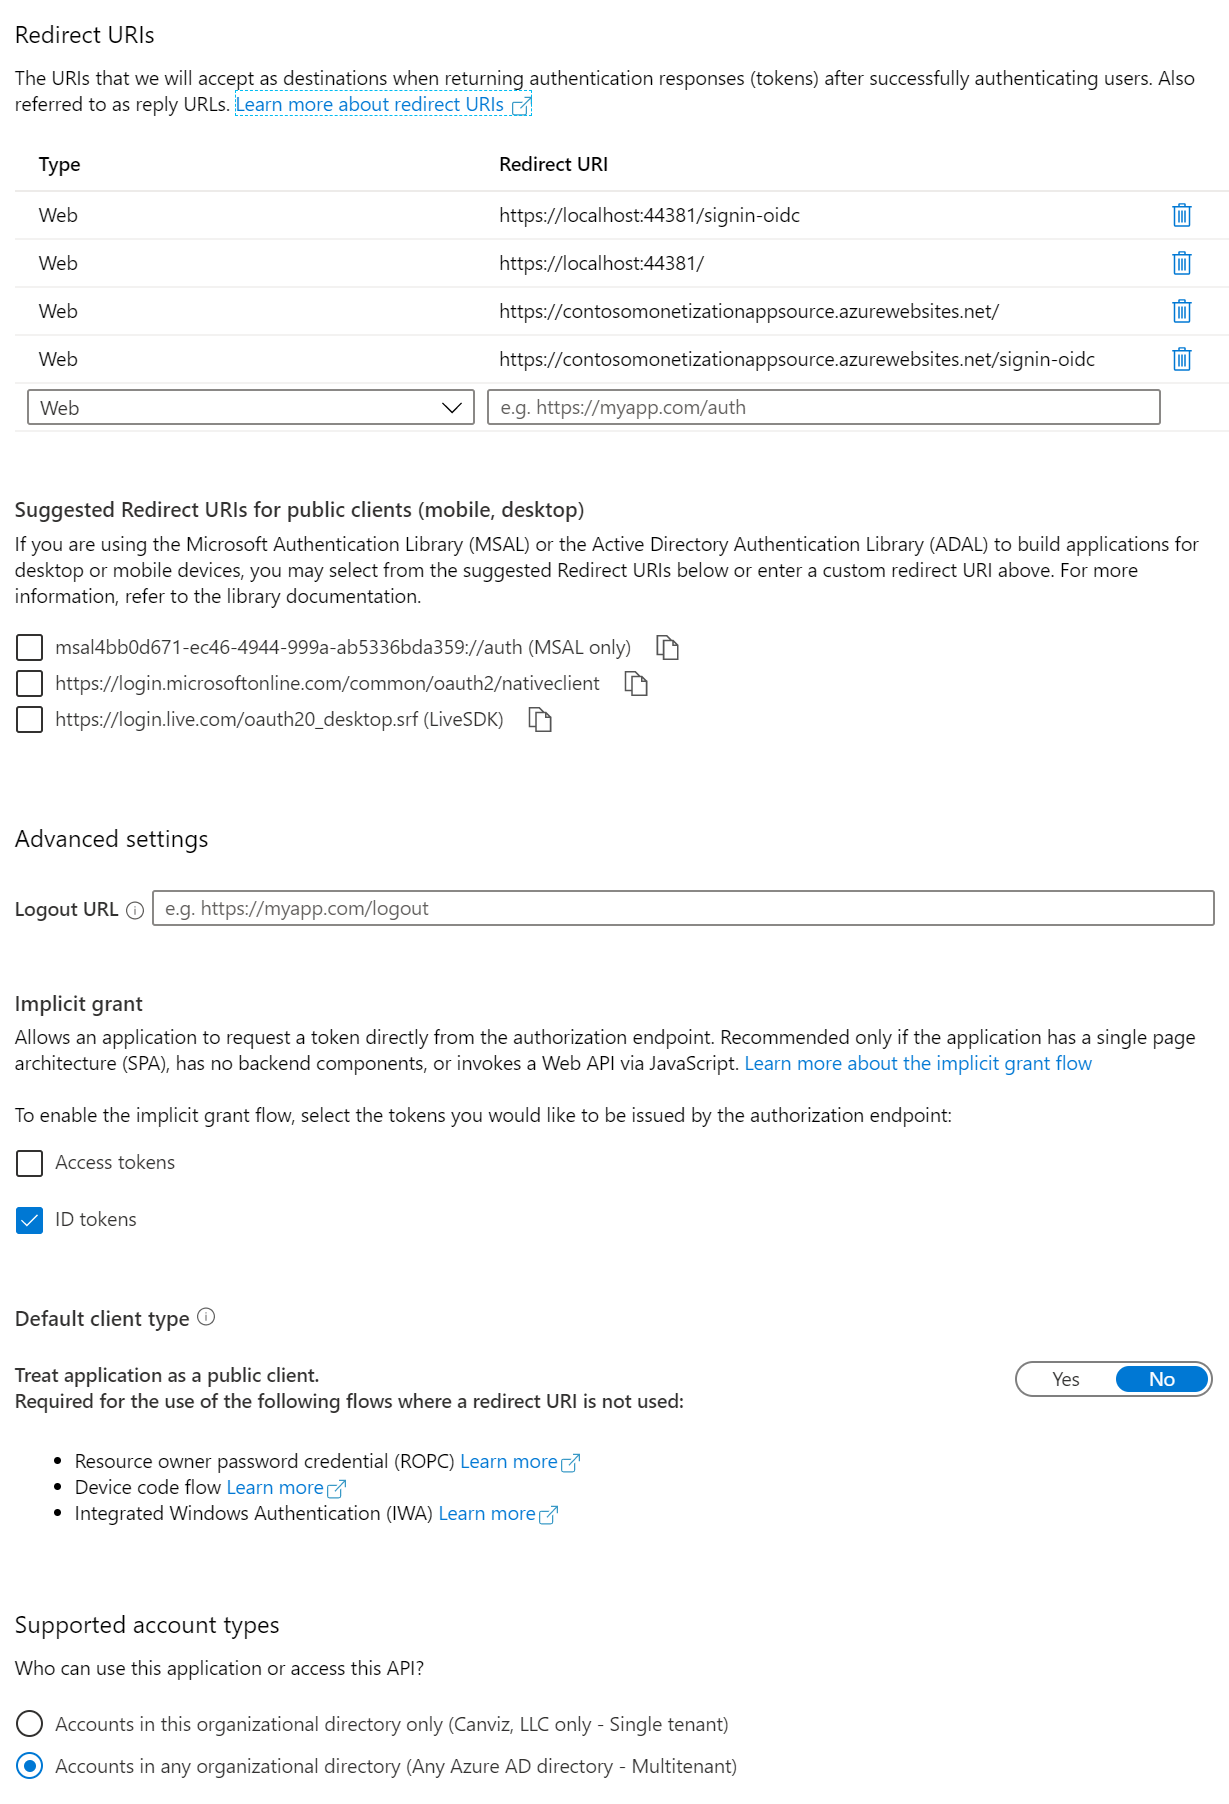 Redirect URIs
The URIs that we will accept as destinations when returning authentication responses (tokens) after successfully authenticating users. Also
referred to as reply URLs. Learn more about redirect URIs
Type Redirect URI
Web https://localhost:44381/signin-oidc
Web https://localhost:44381/
Web https://contosomonetizationappsource.azurewebsites.net/
Web https://contosomonetizationappsource.azurewebsites.net/signin-oidc
Web e.g. https://myapp.com/auth
Suggested Redirect URIs for public clients (mobile, desktop)
If you are using the Microsoft Authentication Library (MSAL) or the Active Directory Authentication Library (ADAL) to build applications for
desktop or mobile devices, you may select from the suggested Redirect URIs below or enter a custom redirect URI above. For more
information, refer to the library documentation.
msal4bb0d671-ec46-4944-999a-ab5336bda359://auth (MSAL only)
https://login.microsoftonline.com/common/oauth2/nativeclient
https://login.live.com/oauth20_desktop.srf (LiveSDK)
Advanced settings
Logout URL e.g. https://myapp.com/logout
Implicit grant
Allows an application to request a token directly from the authorization endpoint. Recommended only if the application has a single page
architecture (SPA), has no backend components, or invokes a Web API via JavaScript. Learn more about the implicit grant flow
To enable the implicit grant flow, select the tokens you would like to be issued by the authorization endpoint:
Access tokens
ID tokens
Default client type
Treat application as a public client. Yes No
Required for the use of the following flows where a redirect URI is not used:
• Resource owner password credential (ROPC) Learn more
• Device code flow Learn more
• Integrated Windows Authentication (IWA) Learn more
Supported account types
Who can use this application or access this API?
Accounts in this organizational directory only (Canviz, LLC only - Single tenant)
Accounts in any organizational directory (Any Azure AD directory - Multitenant)